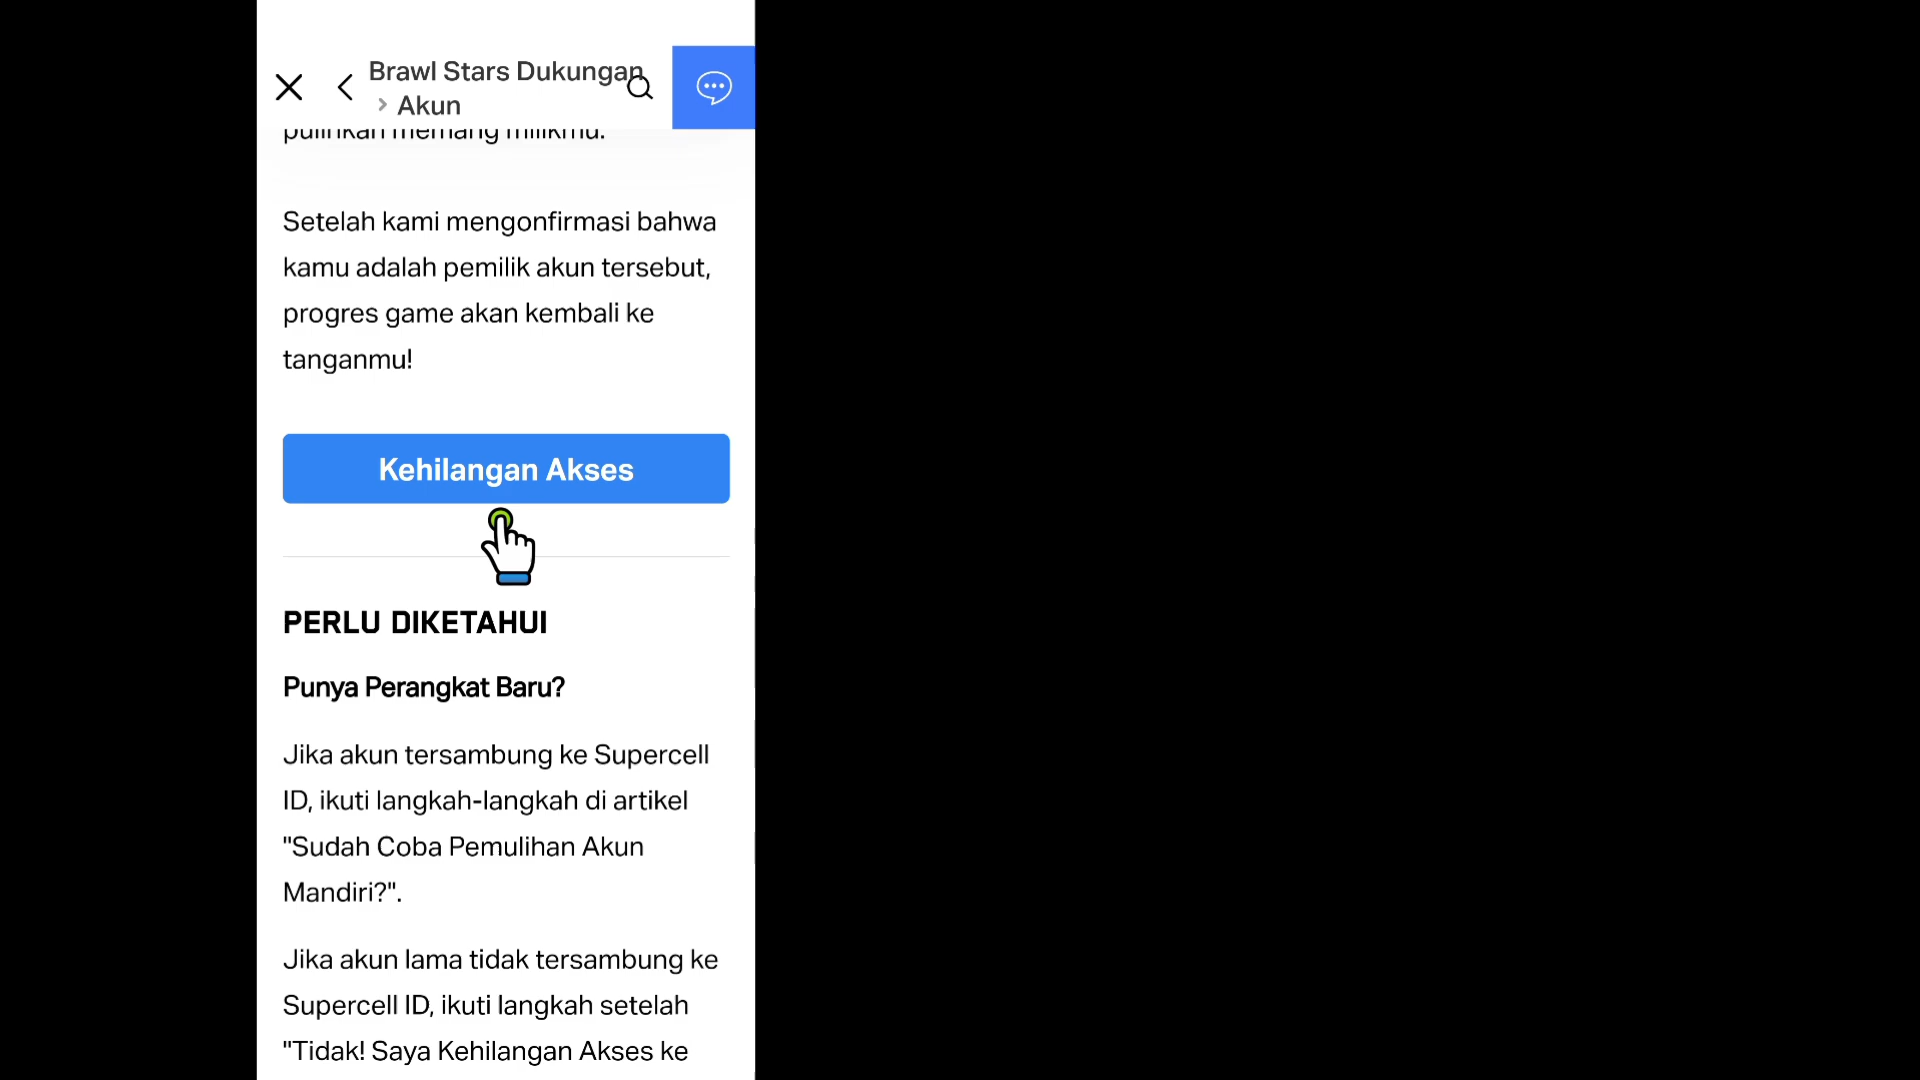 Brawl Stars Dukungan
> Akun
pulihkan memang milikmu.
Setelah kami mengonfirmasi bahwa
kamu adalah pemilik akun tersebut,
progres game akan kembali ke
tanganmu!
Kehilangan Akses
PERLU DIKETAHUI
Punya Perangkat Baru?
Jika akun tersambung ke Supercell
ID, ikuti langkah-langkah di artikel
"Sudah Coba Pemulihan Akun
Mandiri?".
Jika akun lama tidak tersambung ke
Supercell ID, ikuti langkah setelah
"Tidak! Saya Kehilangan Akses ke